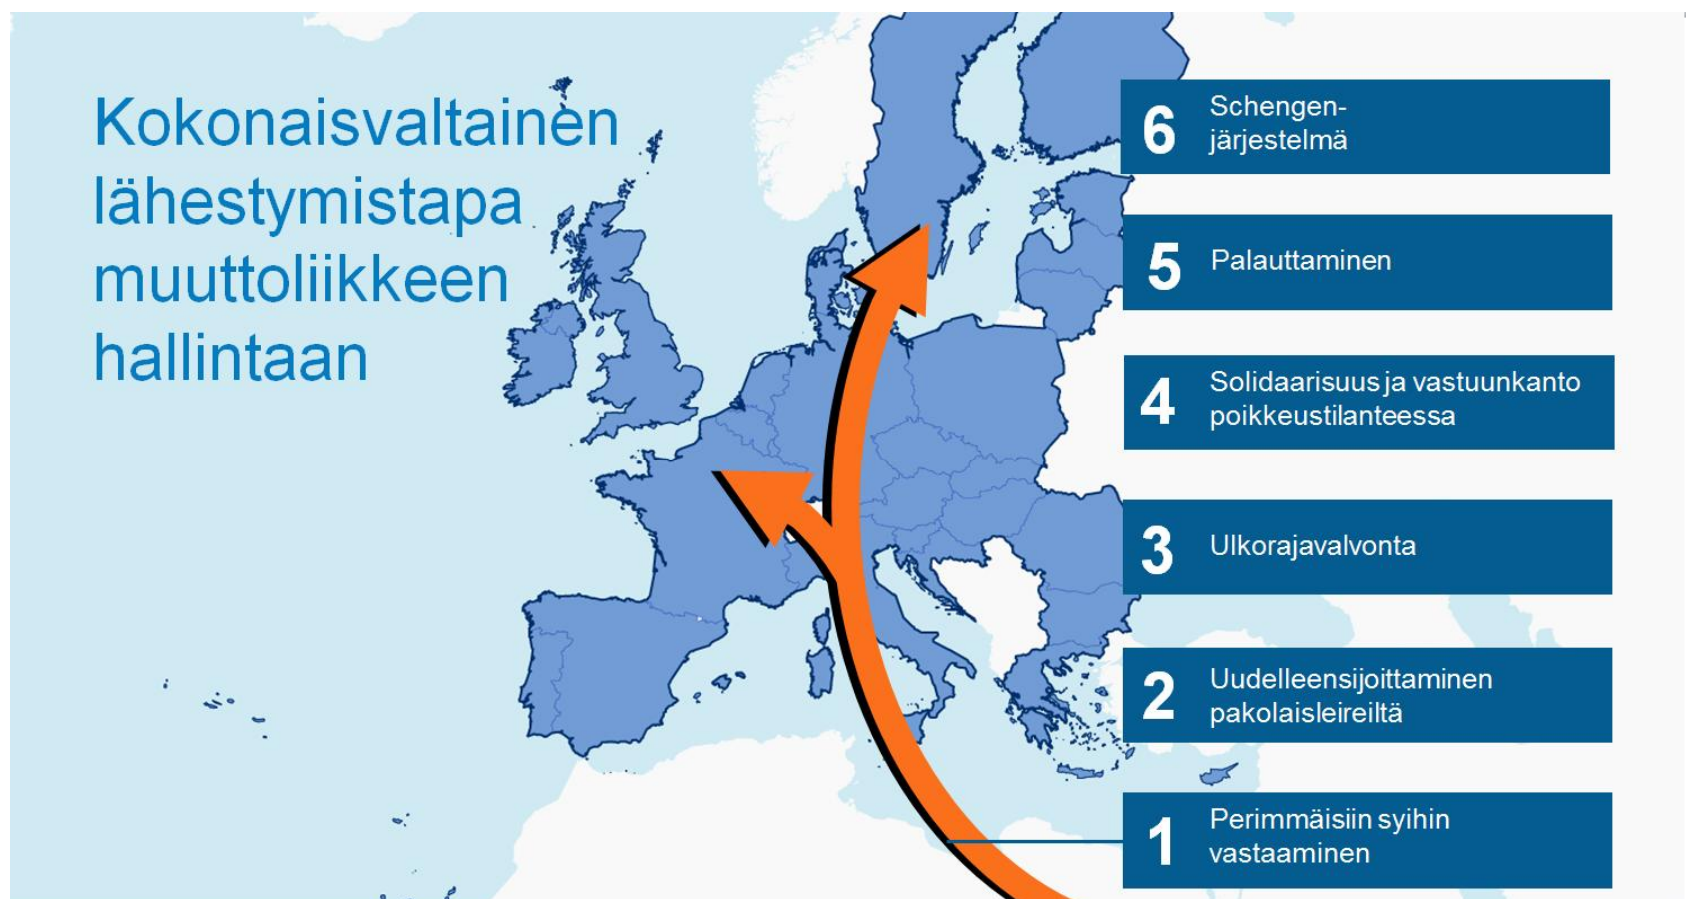 Kokonaisvaltainen
lähestymistapa
muuttoliikkeen
hallintaan
6 Schengen-
järjestelmä
5 Palauttaminen
4 Solidaarisuus ja vastuunkanto
poikkeustilanteessa
3 Ulkorajavalvonta
2 Uudelleensijoittaminen
pakolaisleireiltä
1 Perimmäisiin syihin
vastaaminen